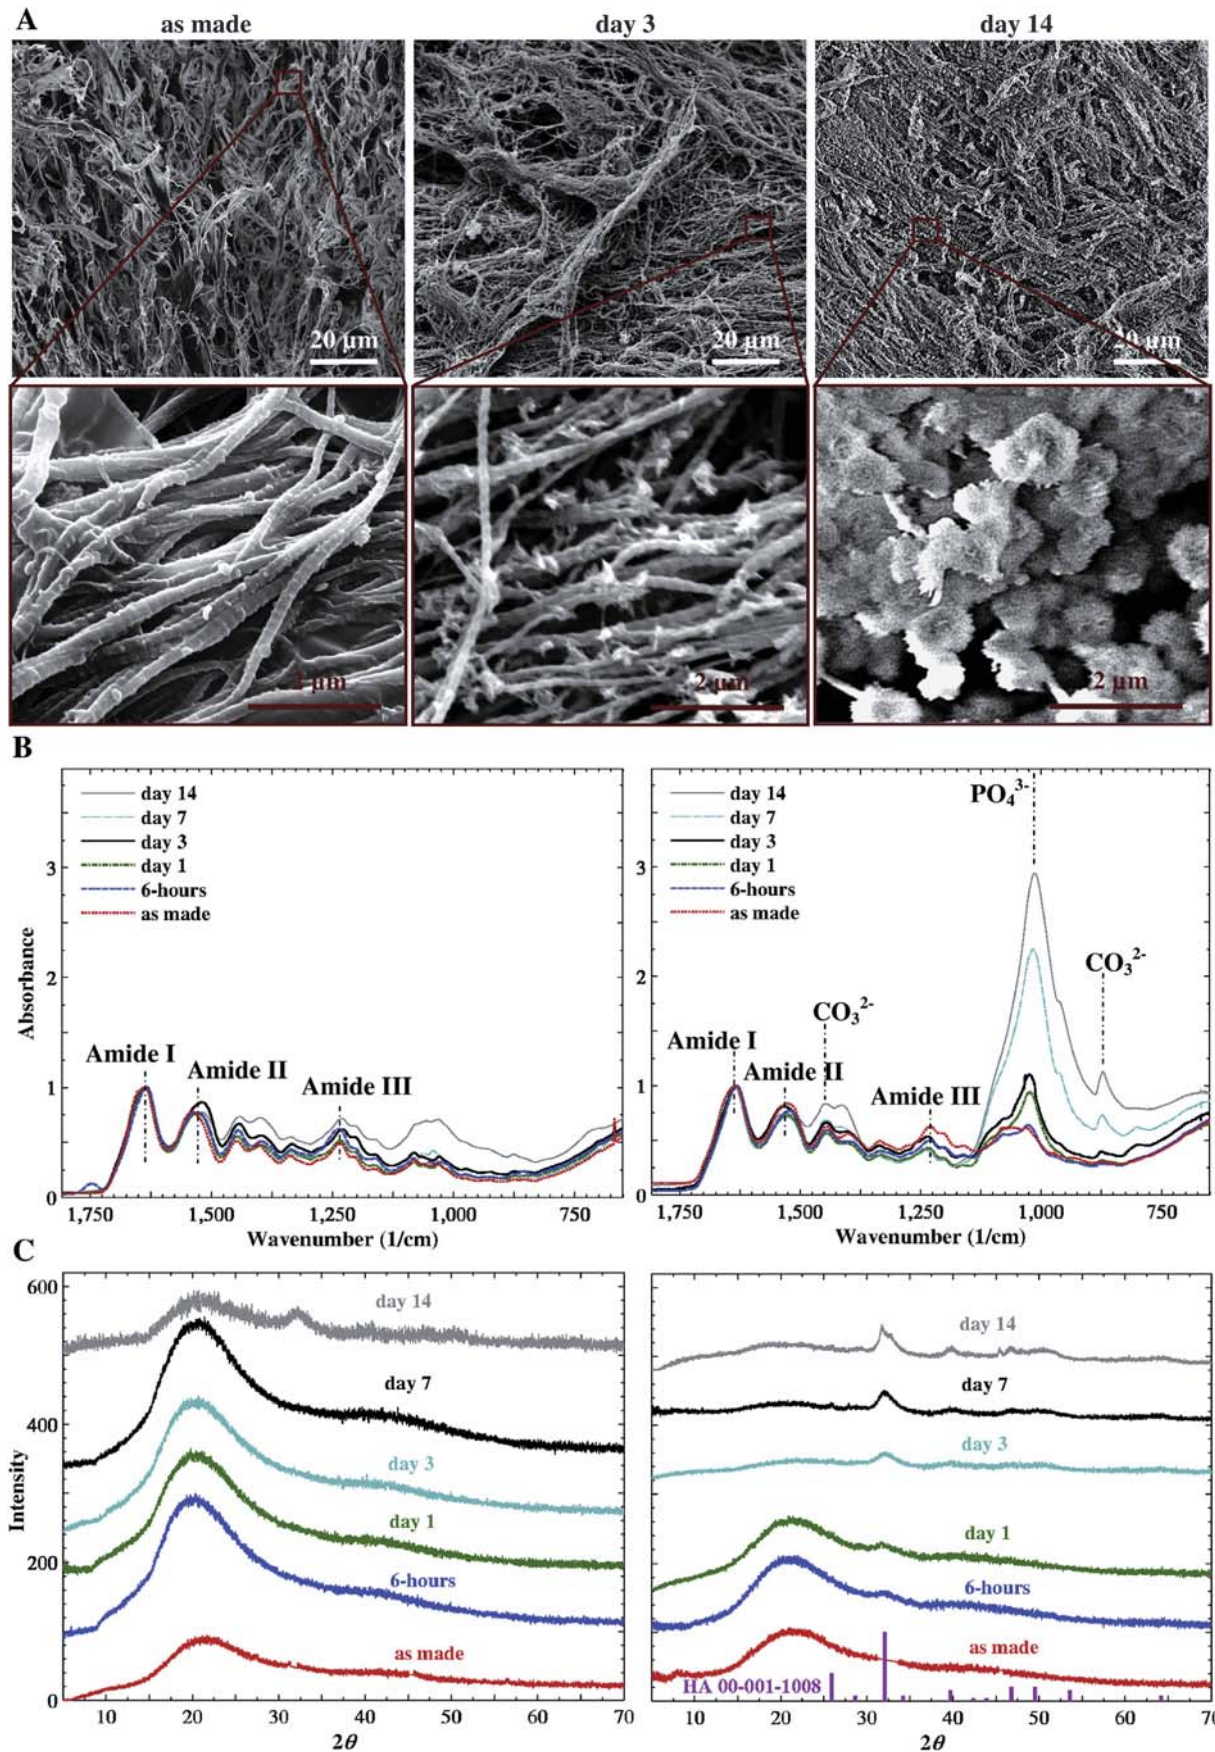 A
as made day 3 day 14
20 μm 20 μm 20 μm
2 μm 2 μm 2 μm
B
day 14
day 7
day 3
day 1
6-hours
as made
3
2
1
0
Absorbance
Amide I
Amide II
Amide III
1,750 1,500 1,250 1,000 750
Wavenumber (1/cm)
day 14
day 7
day 3
day 1
6-hours
as made
PO₄³⁻
CO₃²⁻
CO₃²⁻
Amide I
Amide II
Amide III
3
2
1
0
1,750 1,500 1,250 1,000 750
Wavenumber (1/cm)
C
600
400
200
0
Intensity
day 14
day 7
day 3
day 1
6-hours
as made
10 20 30 40 50 60 70
2θ
day 14
day 7
day 3
day 1
6-hours
as made
HA 00-001-1008
10 20 30 40 50 60 70
2θ